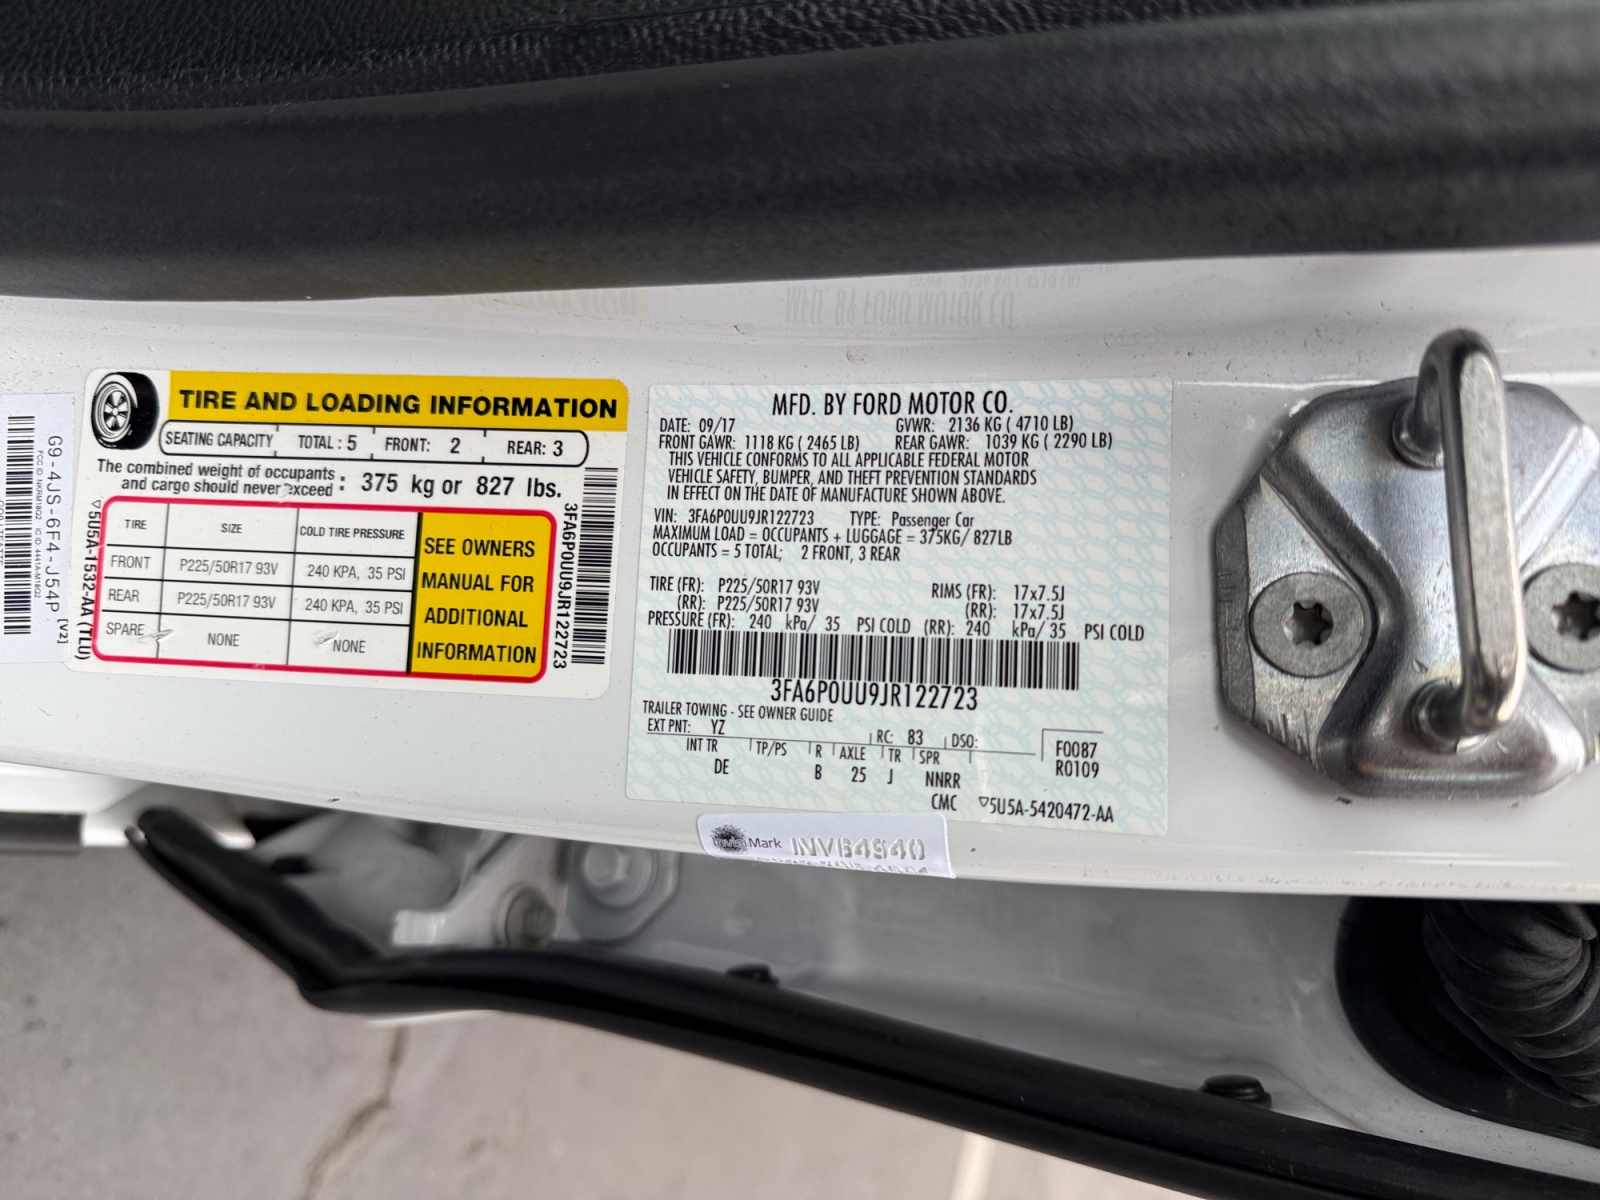 TIRE AND LOADING INFORMATION
SEATING CAPACITY TOTAL : 5 FRONT: 2 REAR: 3
The combined weight of occupants and cargo should never exceed : 375 kg or 827 lbs.
TIRE SIZE COLD TIRE PRESSURE
FRONT P225/50R17 93V 240 KPA, 35 PSI
REAR P225/50R17 93V 240 KPA, 35 PSI
SPARE NONE NONE
SEE OWNERS
MANUAL FOR
ADDITIONAL
INFORMATION
3FA6P0UU9JR122723
▽5U5A-1532-AA (TLU)
G9-4JS-6F4-J54P
[V2]
MFD. BY FORD MOTOR CO.
DATE: 09/17 GVWR: 2136 KG ( 4710 LB)
FRONT GAWR: 1118 KG ( 2465 LB) REAR GAWR: 1039 KG ( 2290 LB)
THIS VEHICLE CONFORMS TO ALL APPLICABLE FEDERAL MOTOR
VEHICLE SAFETY, BUMPER, AND THEFT PREVENTION STANDARDS
IN EFFECT ON THE DATE OF MANUFACTURE SHOWN ABOVE.
VIN: 3FA6P0UU9JR122723 TYPE: Passenger Car
MAXIMUM LOAD = OCCUPANTS + LUGGAGE = 375KG/ 827LB
OCCUPANTS = 5 TOTAL; 2 FRONT, 3 REAR
TIRE (FR): P225/50R17 93V RIMS (FR): 17x7.5J
(RR): P225/50R17 93V (RR): 17x7.5J
PRESSURE (FR): 240 kPa/ 35 PSI COLD (RR): 240 kPa/ 35 PSI COLD
3FA6P0UU9JR122723
TRAILER TOWING - SEE OWNER GUIDE
EXT PNT: YZ RC: 83 DSO: F0087
INT TR TP/PS R AXLE TR SPR R0109
DE B 25 J NNRR
CMC ▽5U5A-5420472-AA
Mark NVB4940